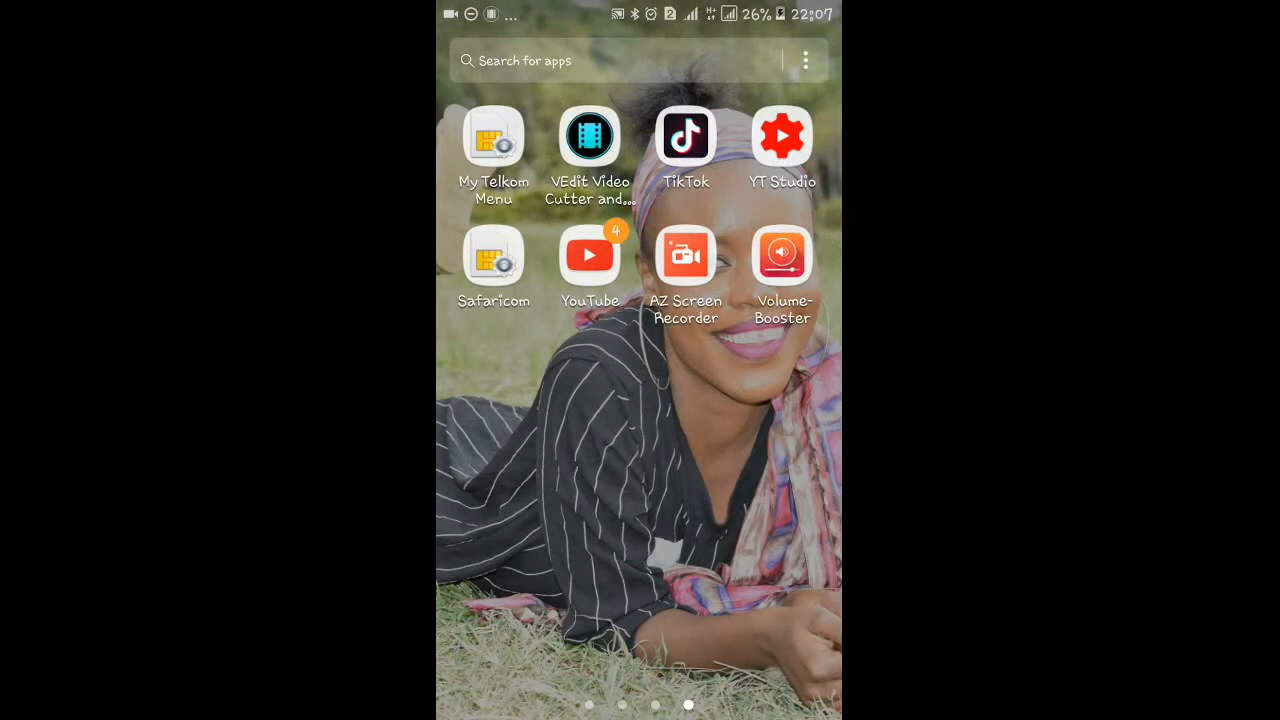 ... 2 H+ 26% 22:07
Search for apps
My Telkom Menu
VEdit Video Cutter and...
TikTok
YT Studio
4
Safaricom
YouTube
AZ Screen Recorder
Volume-Booster